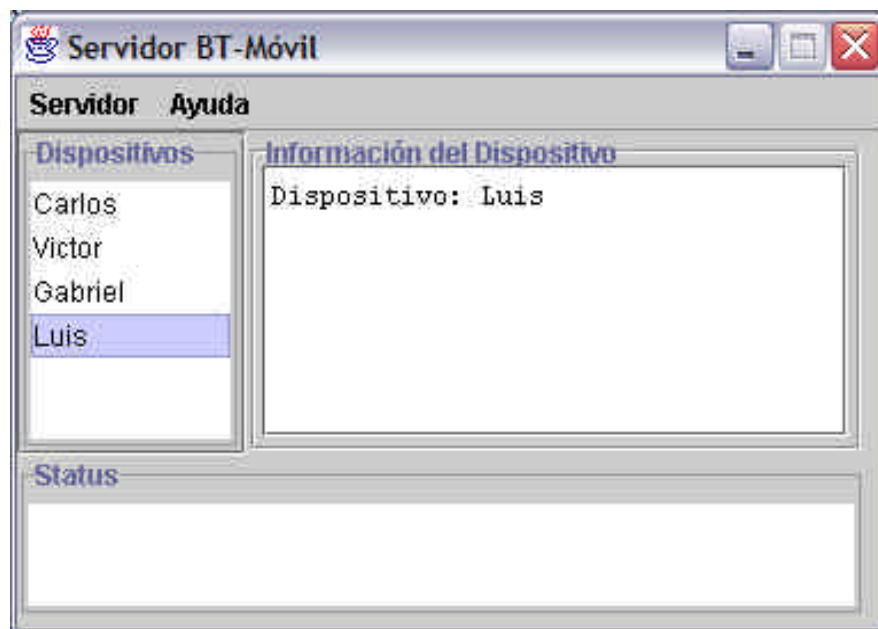 Servidor BT-Móvil
Servidor Ayuda
Dispositivos
Carlos
Victor
Gabriel
Luis
Información del Dispositivo
Dispositivo: Luis
Status